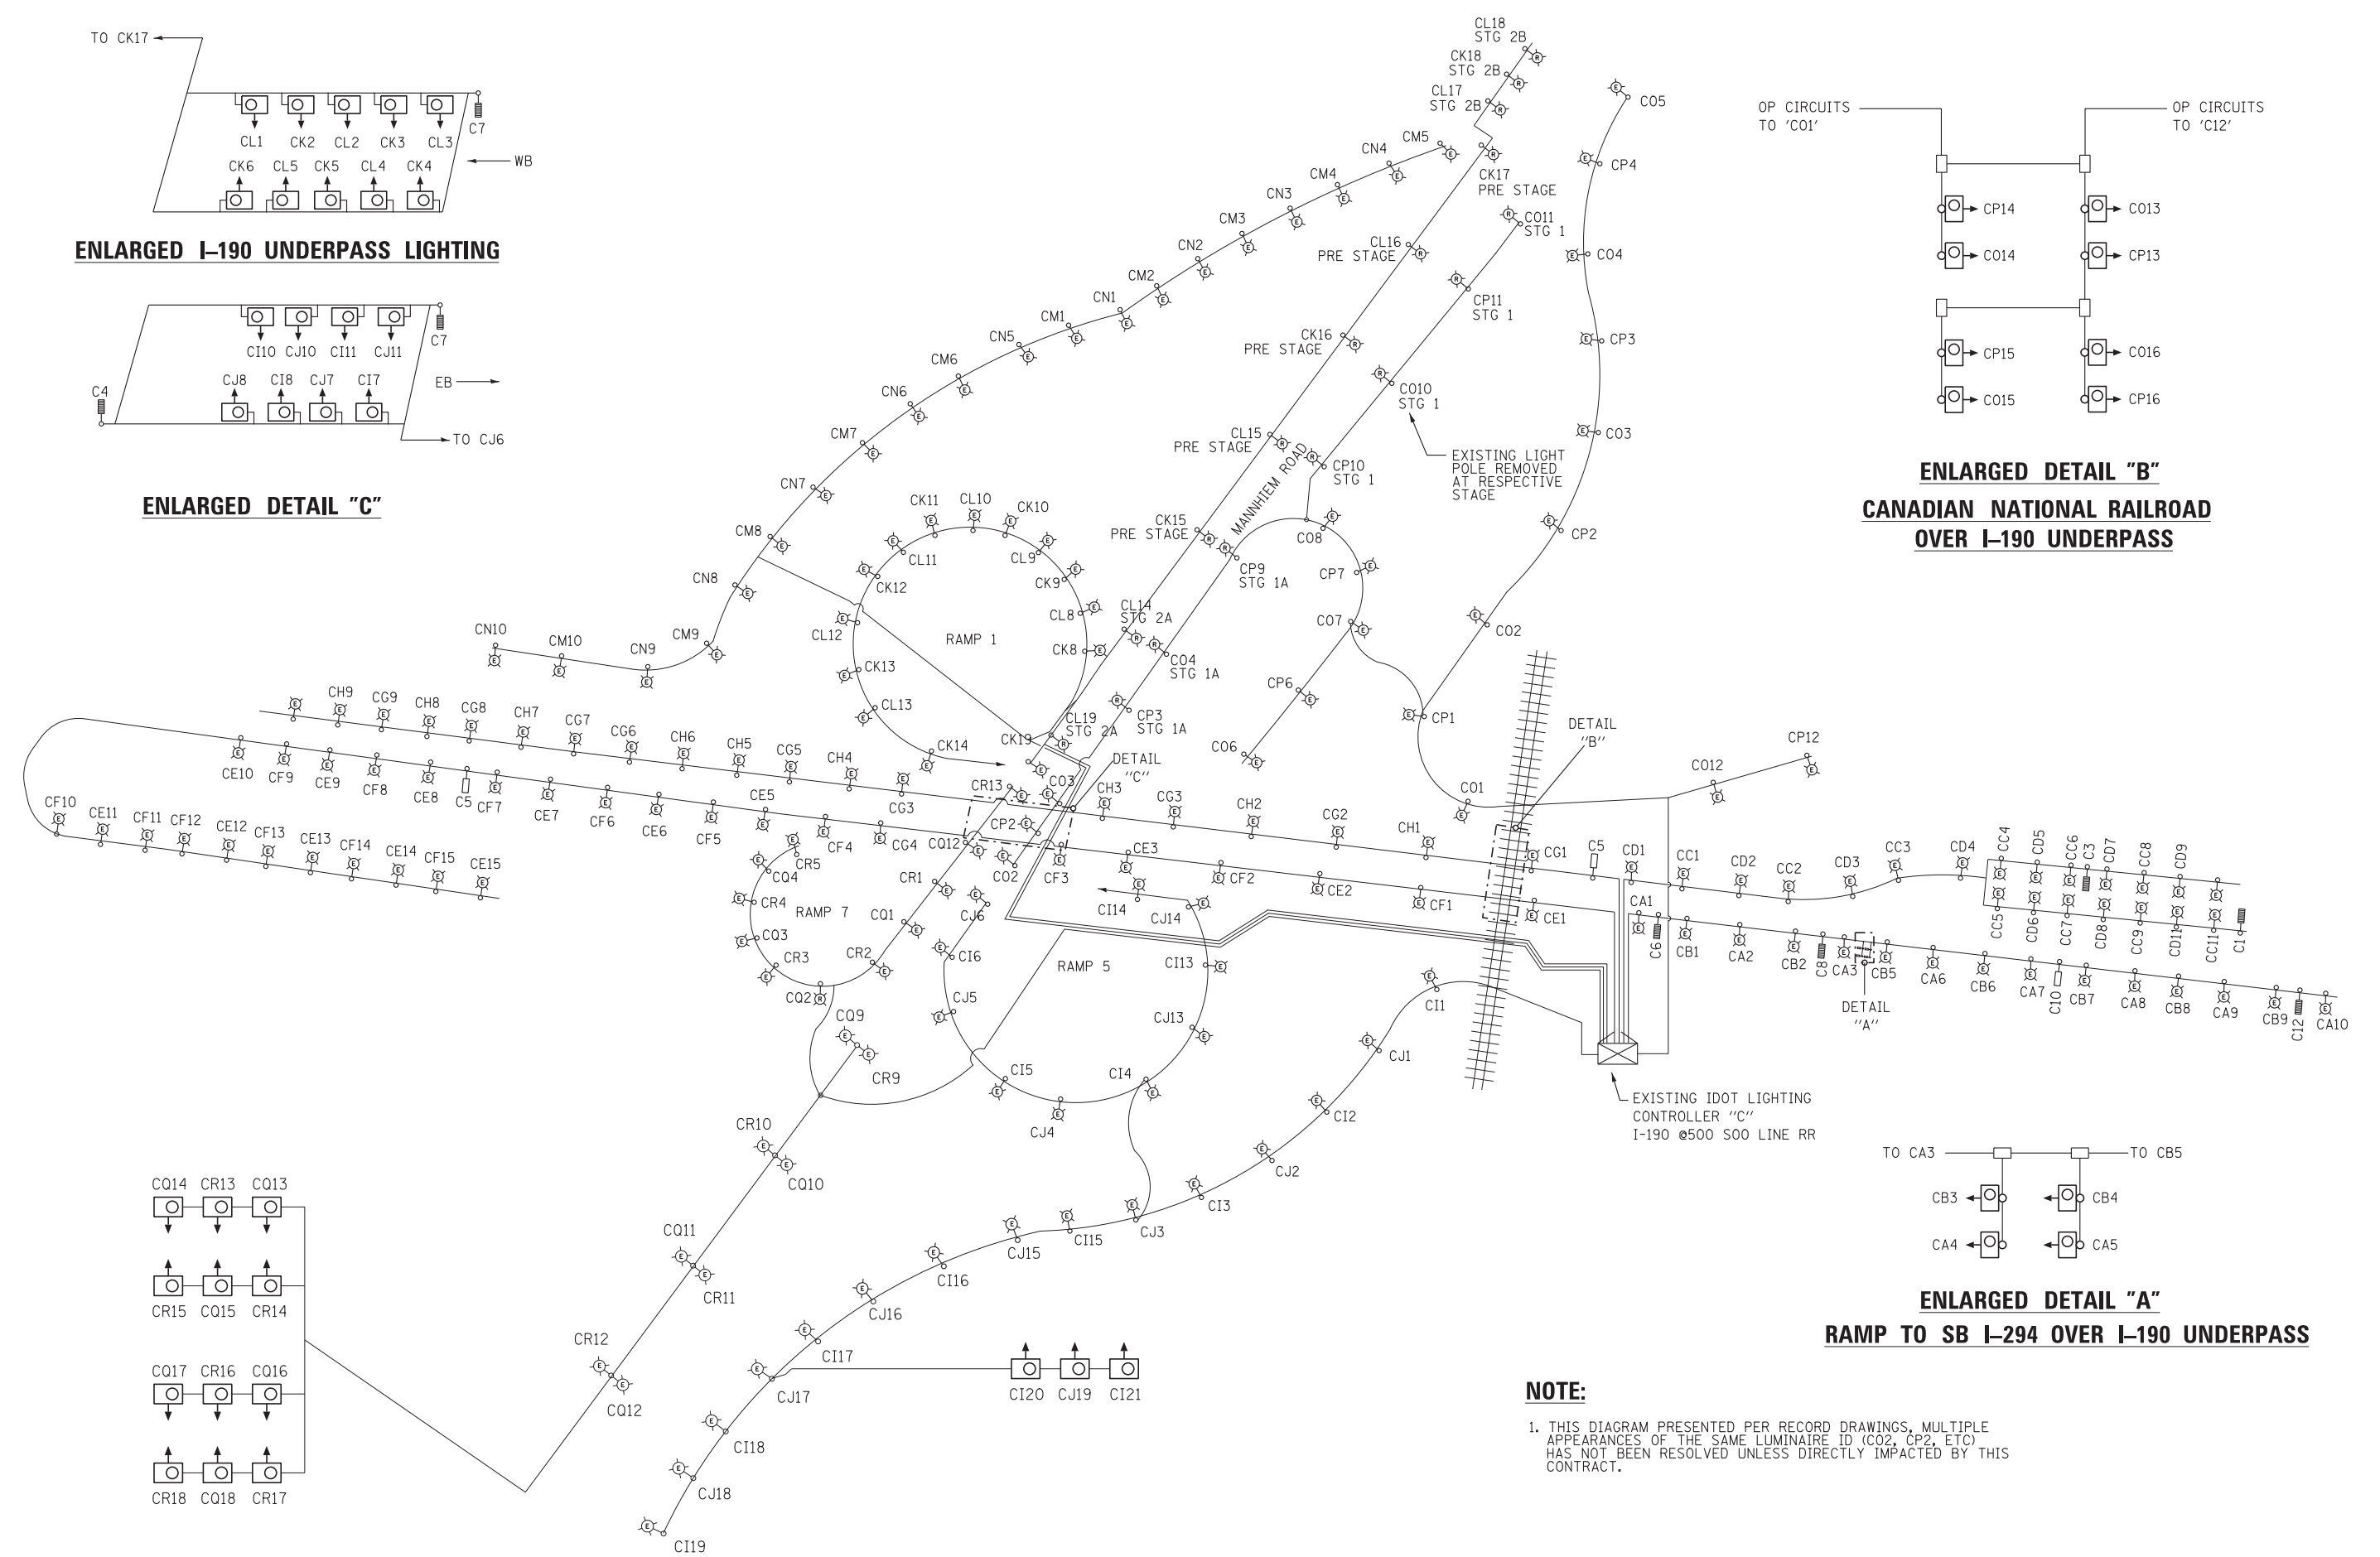 TO CK17
CL1
CK2
CL2
CK3
CL3
C7
CK6
CL5
CK5
CL4
CK4
WB
ENLARGED I-190 UNDERPASS LIGHTING
CI10
CJ10
CI11
CJ11
C7
CJ8
CI8
CJ7
CI7
EB
C4
TO CJ6
ENLARGED DETAIL "C"
CL18
STG 2B
CK18
STG 2B
CL17
STG 2B
CK17
PRE STAGE
CL16
PRE STAGE
CK16
PRE STAGE
CL15
PRE STAGE
CK15
PRE STAGE
CL14
STG 2A
CL19
STG 2A
CK19
MANNHIEM ROAD
CO11
STG 1
CP11
STG 1
CO10
STG 1
CP10
STG 1
CP9
STG 1A
CO4
STG 1A
CP3
STG 1A
EXISTING LIGHT
POLE REMOVED
AT RESPECTIVE
STAGE
CM5
CN4
CM4
CN3
CM3
CN2
CM2
CN1
CM1
CN5
CM6
CN6
CM7
CN7
CM8
CN8
CM9
CN9
CM10
CN10
CO5
CP4
CO4
CP3
CO3
CP2
CO2
CP1
CO1
CO8
CP7
CO7
CP6
CO6
CO12
CP12
CK11
CL10
CK10
CL11
CL9
CK12
CK9
CL12
CL8
RAMP 1
CK13
CK8
CL13
CK14
OP CIRCUITS
TO 'CO1'
OP CIRCUITS
TO 'C12'
CP14
CO13
CO14
CP13
CP15
CO16
CO15
CP16
ENLARGED DETAIL "B"
CANADIAN NATIONAL RAILROAD
OVER I-190 UNDERPASS
CH9
CG9
CH8
CG8
CH7
CG7
CG6
CH6
CH5
CG5
CH4
CG3
CR13
CO3
DETAIL
"C"
CH3
CG3
CH2
CG2
CH1
CG1
C5
DETAIL
"B"
CE10
CF9
CE9
CF8
CE8
C5
CF7
CE7
CF6
CE6
CF5
CE5
CF4
CG4
CQ12
CP2
CO2
CF3
CE3
CF2
CE2
CF1
CE1
CF10
CE11
CF11
CF12
CE12
CF13
CE13
CF14
CE14
CF15
CE15
CD1
CC1
CD2
CC2
CD3
CC3
CD4
CC4
CD5
CC6
C3
CD7
CC8
CD9
CC5
CD6
CC7
CD8
CC9
CD11
CC11
C1
CA1
C6
CB1
CA2
CB2
C8
CA3
CB5
CA6
CB6
CA7
C10
CB7
CA8
CB8
CA9
CB9
C12
CA10
DETAIL
"A"
CR5
CQ4
CR4
RAMP 7
CQ3
CR3
CQ2
CR2
CQ1
CR1
CJ6
CI6
CJ5
CI5
CJ4
CI4
CJ13
CI13
CJ14
CI14
RAMP 5
CQ9
CR9
CR10
CQ10
CQ11
CR11
CR12
CQ12
CI1
CJ1
CI2
CJ2
CI3
CJ3
CI15
CJ15
CI16
CJ16
CI17
CJ17
CI18
CJ18
CI19
CI20
CJ19
CI21
EXISTING IDOT LIGHTING
CONTROLLER "C"
I-190 @500 SOO LINE RR
CQ14
CR13
CQ13
CR15
CQ15
CR14
CQ17
CR16
CQ16
CR18
CQ18
CR17
TO CA3
TO CB5
CB3
CB4
CA4
CA5
ENLARGED DETAIL "A"
RAMP TO SB I-294 OVER I-190 UNDERPASS
NOTE:
1. THIS DIAGRAM PRESENTED PER RECORD DRAWINGS, MULTIPLE
APPEARANCES OF THE SAME LUMINAIRE ID (CO2, CP2, ETC)
HAS NOT BEEN RESOLVED UNLESS DIRECTLY IMPACTED BY THIS
CONTRACT.